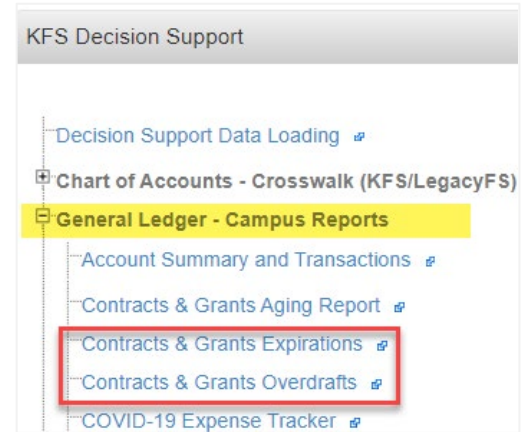 KFS Decision Support
Decision Support Data Loading
Chart of Accounts - Crosswalk (KFS/LegacyFS)
General Ledger - Campus Reports
Account Summary and Transactions
Contracts & Grants Aging Report
Contracts & Grants Expirations
Contracts & Grants Overdrafts
COVID-19 Expense Tracker